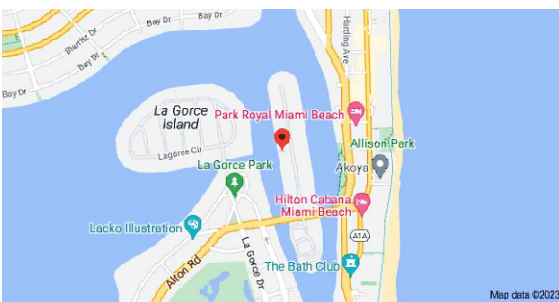 Bay Dr
Bay Dr
Biarritz Dr
Bay Dr
Bay Dr
Harding Ave
La Gorce
Island
Lagorce Cir
Park Royal Miami Beach
Allison Park
Akoya
La Gorce Park
Hilton Cabana
Miami Beach
Lacko Illustration
A1A
Alton Rd
La Gorce Dr
The Bath Club
Map data ©2023